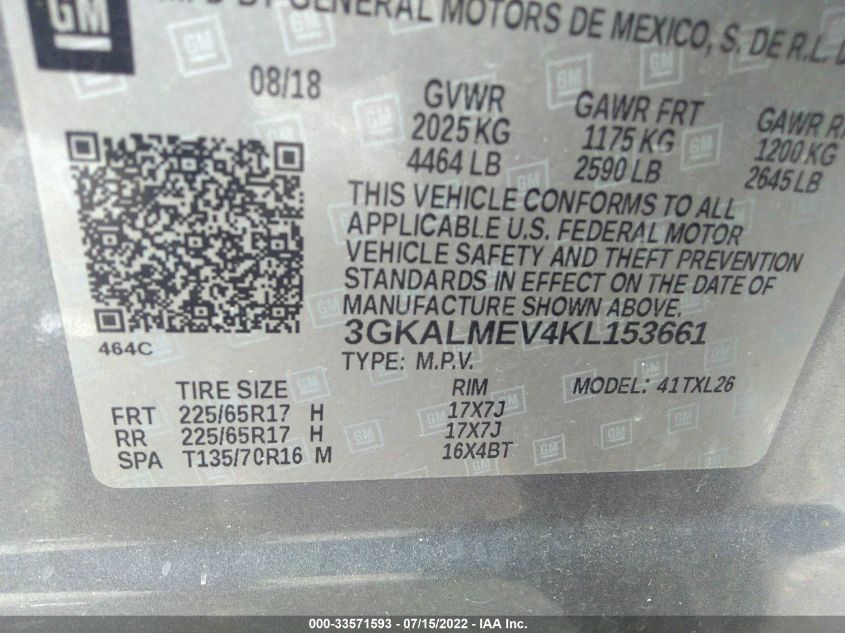 GM
MFD BY GENERAL MOTORS DE MEXICO, S. DE R.L. D
08/18 GVWR GAWR FRT GAWR R
2025 KG 1175 KG 1200 KG
4464 LB 2590 LB 2645 LB
THIS VEHICLE CONFORMS TO ALL
APPLICABLE U.S. FEDERAL MOTOR
VEHICLE SAFETY AND THEFT PREVENTION
STANDARDS IN EFFECT ON THE DATE OF
MANUFACTURE SHOWN ABOVE.
3GKALMEV4KL153661
464C
TYPE: M.P.V.
TIRE SIZE RIM MODEL: 41TXL26
FRT 225/65R17 H 17X7J
RR 225/65R17 H 17X7J
SPA T135/70R16 M 16X4BT
000-33571593 - 07/15/2022 - IAA Inc.